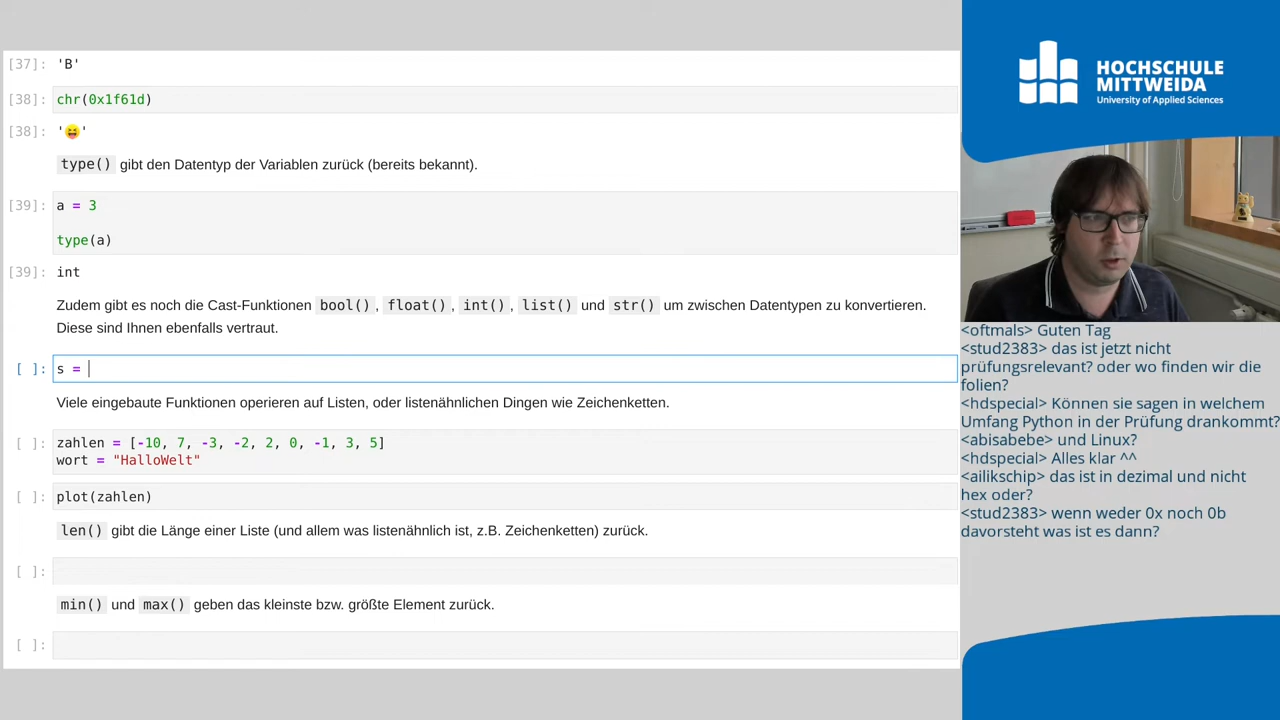 [37]: 'B'
[38]: chr(0x1f61d)
[38]: '😝'
type() gibt den Datentyp der Variablen zurück (bereits bekannt).
[39]: a = 3
type(a)
[39]: int
Zudem gibt es noch die Cast-Funktionen bool(), float(), int(), list() und str() um zwischen Datentypen zu konvertieren.
Diese sind Ihnen ebenfalls vertraut.
[ ]: s =
Viele eingebaute Funktionen operieren auf Listen, oder listenähnlichen Dingen wie Zeichenketten.
[ ]: zahlen = [-10, 7, -3, -2, 2, 0, -1, 3, 5]
wort = "HalloWelt"
[ ]: plot(zahlen)
len() gibt die Länge einer Liste (und allem was listenähnlich ist, z.B. Zeichenketten) zurück.
[ ]:
min() und max() geben das kleinste bzw. größte Element zurück.
[ ]:
HOCHSCHULE
MITTWEIDA
University of Applied Sciences
<oftmals> Guten Tag
<stud2383> das ist jetzt nicht
prüfungsrelevant? oder wo finden wir die
folien?
<hdspecial> Können sie sagen in welchem
Umfang Python in der Prüfung drankommt?
<abisabebe> und Linux?
<hdspecial> Alles klar ^^
<ailikschip> das ist in dezimal und nicht
hex oder?
<stud2383> wenn weder 0x noch 0b
davorsteht was ist es dann?